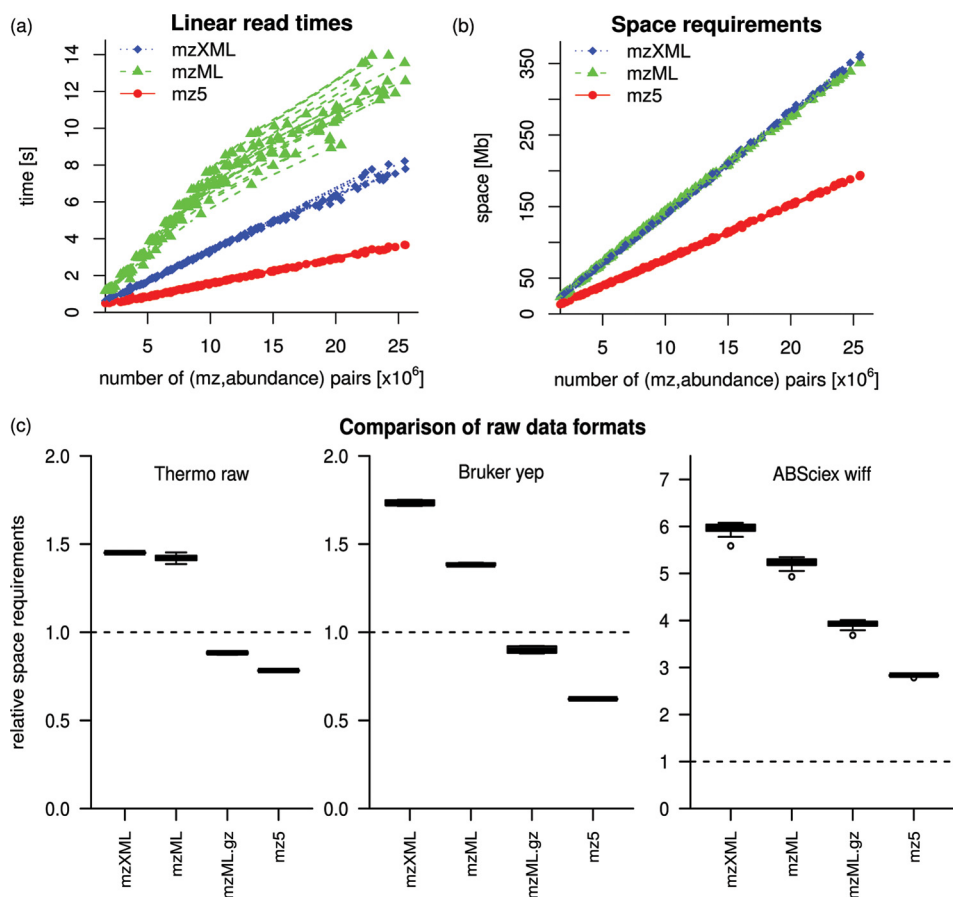 (a)
Linear read times
mzXML
mzML
mz5
time [s]
14
12
10
8
6
4
2
0
5
10
15
20
25
number of (mz,abundance) pairs [x10⁶]
(b)
Space requirements
mzXML
mzML
mz5
space [Mb]
350
250
150
50
0
5
10
15
20
25
number of (mz,abundance) pairs [x10⁶]
(c)
Comparison of raw data formats
relative space requirements
Thermo raw
2.0
1.5
1.0
0.5
0.0
mzXML
mzML
mzML.gz
mz5
Bruker yep
2.0
1.5
1.0
0.5
0.0
mzXML
mzML
mzML.gz
mz5
ABSciex wiff
7
6
5
4
3
2
1
0
mzXML
mzML
mzML.gz
mz5